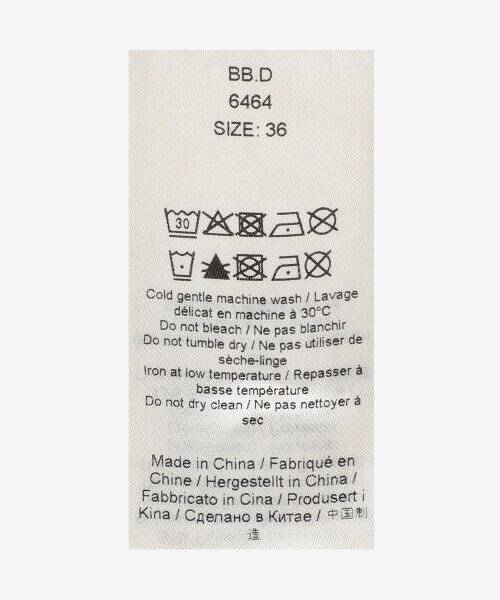 BB.D
6464
SIZE: 36
30
Cold gentle machine wash / Lavage
délicat en machine à 30°C
Do not bleach / Ne pas blanchir
Do not tumble dry / Ne pas utiliser de
sèche-linge
Iron at low temperature / Repasser à
basse température
Do not dry clean / Ne pas nettoyer à
sec
Made in China / Fabriqué en
Chine / Hergestellt in China /
Fabbricato in Cina / Produsert i
Kina / Сделано в Китае / 中国制
造